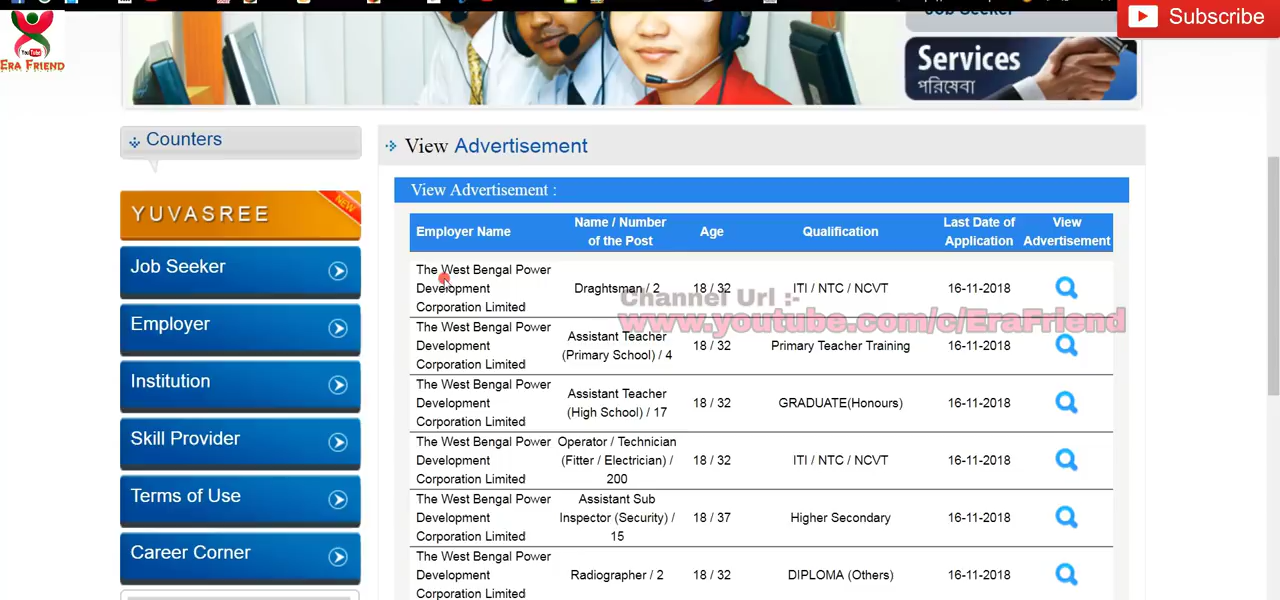 Subscribe
You Tube
ERA FRIEND
Job Seeker
Services
পরিষেবা
Counters
View Advertisement
YUVASREE
NEW
View Advertisement :
Employer Name
Name / Number
of the Post
Age
Qualification
Last Date of
Application
View
Advertisement
The West Bengal Power
Development
Corporation Limited
Draghtsman / 2
18 / 32
ITI / NTC / NCVT
16-11-2018
Channel Url :-
www.youtube.com/c/EraFriend
The West Bengal Power
Development
Corporation Limited
Assistant Teacher
(Primary School) / 4
18 / 32
Primary Teacher Training
16-11-2018
The West Bengal Power
Development
Corporation Limited
Assistant Teacher
(High School) / 17
18 / 32
GRADUATE(Honours)
16-11-2018
The West Bengal Power
Development
Corporation Limited
Operator / Technician
(Fitter / Electrician) /
200
18 / 32
ITI / NTC / NCVT
16-11-2018
The West Bengal Power
Development
Corporation Limited
Assistant Sub
Inspector (Security) /
15
18 / 37
Higher Secondary
16-11-2018
The West Bengal Power
Development
Corporation Limited
Radiographer / 2
18 / 32
DIPLOMA (Others)
16-11-2018
Job Seeker
Employer
Institution
Skill Provider
Terms of Use
Career Corner